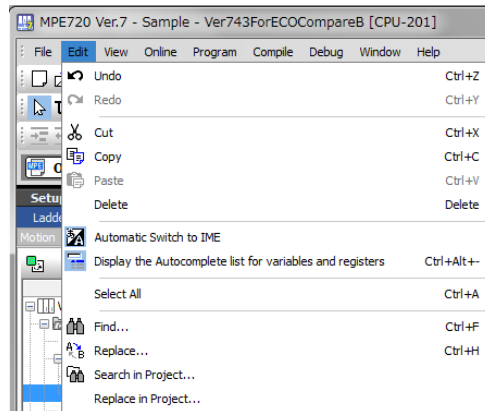 MPE720 Ver.7 - Sample - Ver743ForECOCompareB [CPU-201]
File Edit View Online Program Compile Debug Window Help
Undo Ctrl+Z
Redo Ctrl+Y
Cut Ctrl+X
Copy Ctrl+C
Paste Ctrl+V
Delete Delete
Automatic Switch to IME
Display the Autocomplete list for variables and registers Ctrl+Alt+-
Select All Ctrl+A
Find... Ctrl+F
Replace... Ctrl+H
Search in Project...
Replace in Project...
Setu
Ladde
Motion